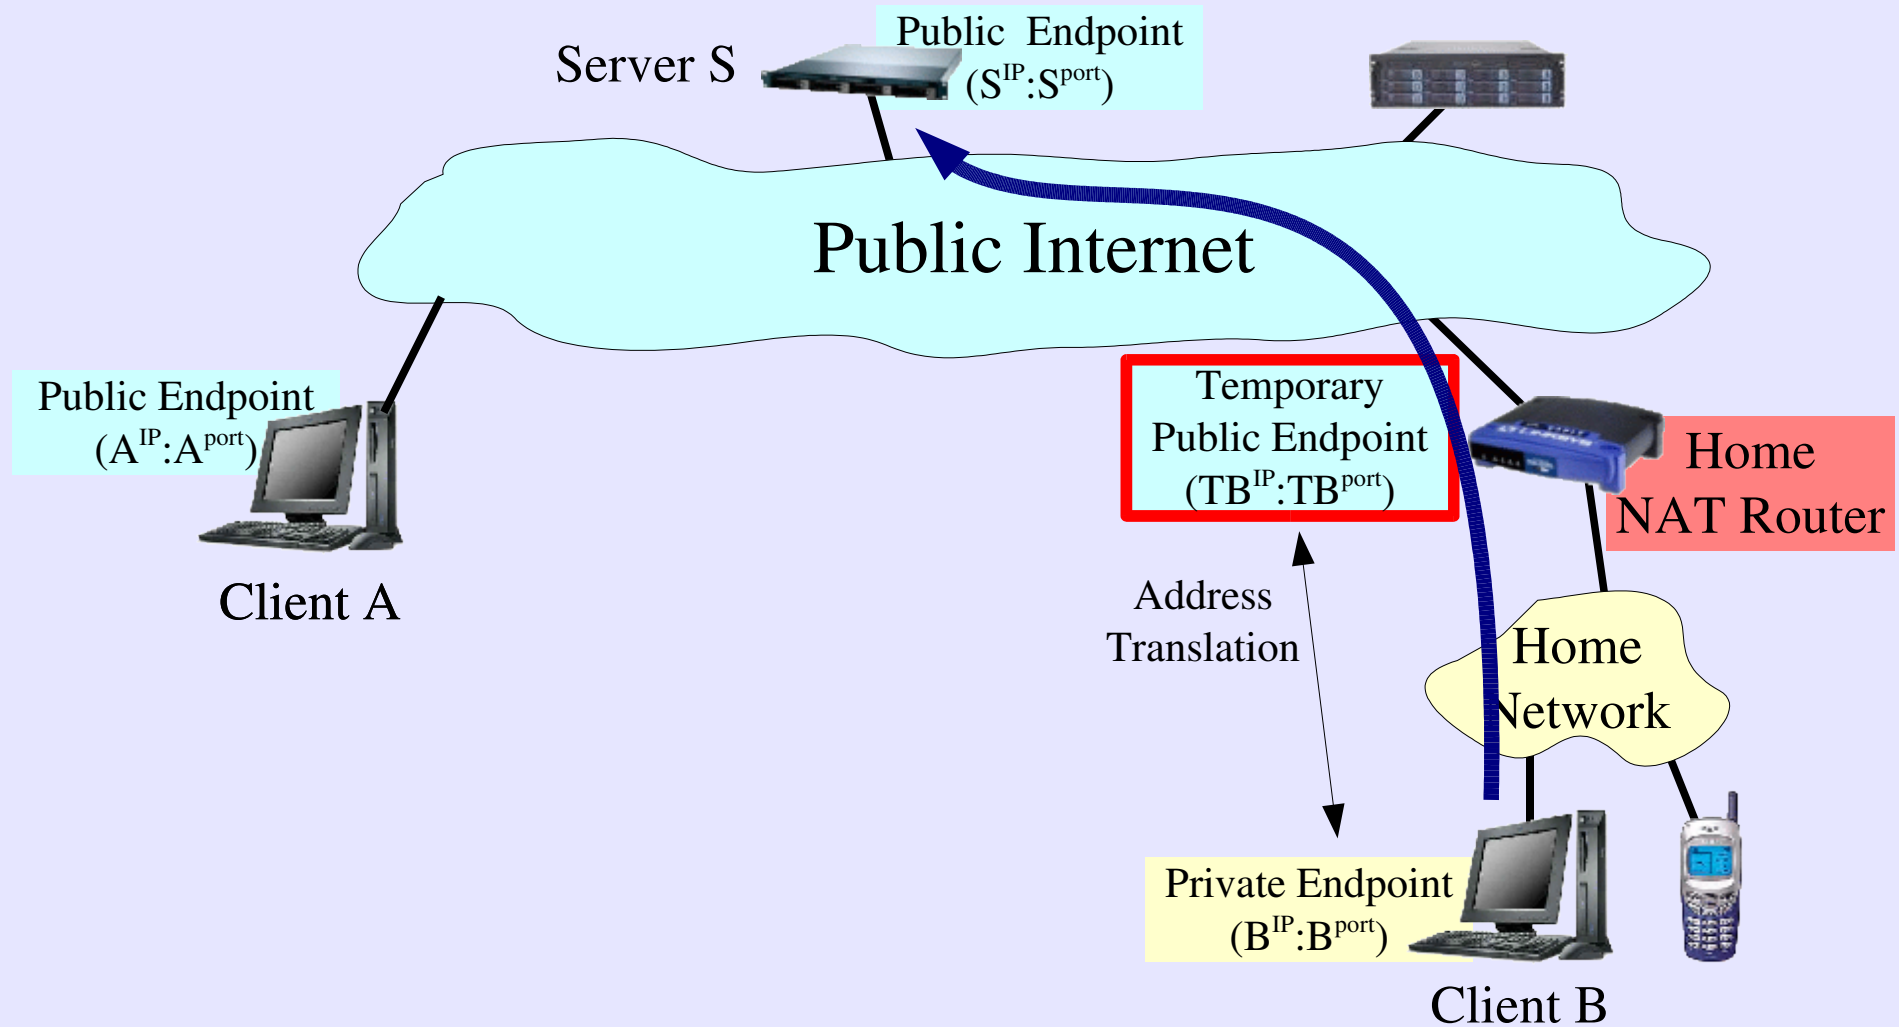 Server S
Public Endpoint
(S^IP:S^port)
Public Internet
Public Endpoint
(A^IP:A^port)
Client A
Temporary
Public Endpoint
(TB^IP:TB^port)
LINKSYS
Home
NAT Router
Address
Translation
Home
Network
Private Endpoint
(B^IP:B^port)
Client B